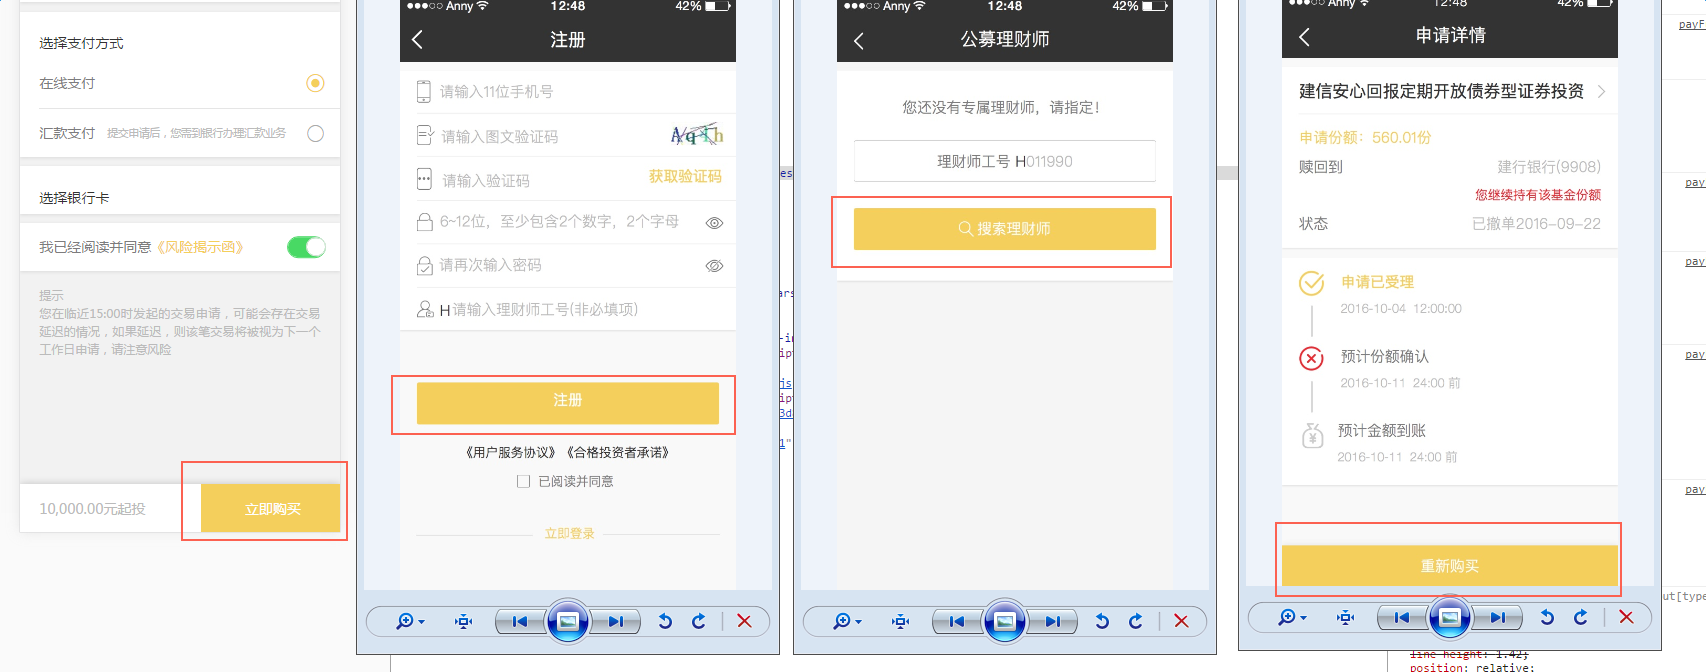 选择支付方式
在线支付
汇款支付 提交申请后，您需到银行办理汇款业务
选择银行卡
我已经阅读并同意《风险揭示函》
提示
您在临近15:00时发起的交易申请，可能会存在交易
延迟的情况，如果延迟，则该笔交易将被视为下一个
工作日申请，请注意风险
10,000.00元起投
立即购买
Anny 12:48 42%
注册
请输入11位手机号
请输入图文验证码
请输入验证码 获取验证码
6~12位，至少包含2个数字，2个字母
请再次输入密码
H请输入理财师工号(非必填项)
注册
《用户服务协议》《合格投资者承诺》
已阅读并同意
立即登录
Anny 12:48 42%
公募理财师
您还没有专属理财师，请指定！
理财师工号 H011990
搜索理财师
Anny 12:48 42%
申请详情
建信安心回报定期开放债券型证券投资
申请份额：560.01份
赎回到 建行银行(9908)
您继续持有该基金份额
状态 已撤单2016-09-22
申请已受理
2016-10-04 12:00:00
预计份额确认
2016-10-11 24:00 前
预计金额到账
2016-10-11 24:00 前
重新购买
payF
pay
pay
pay
pay
ut[type
line-height: 1.42;
position: relative;